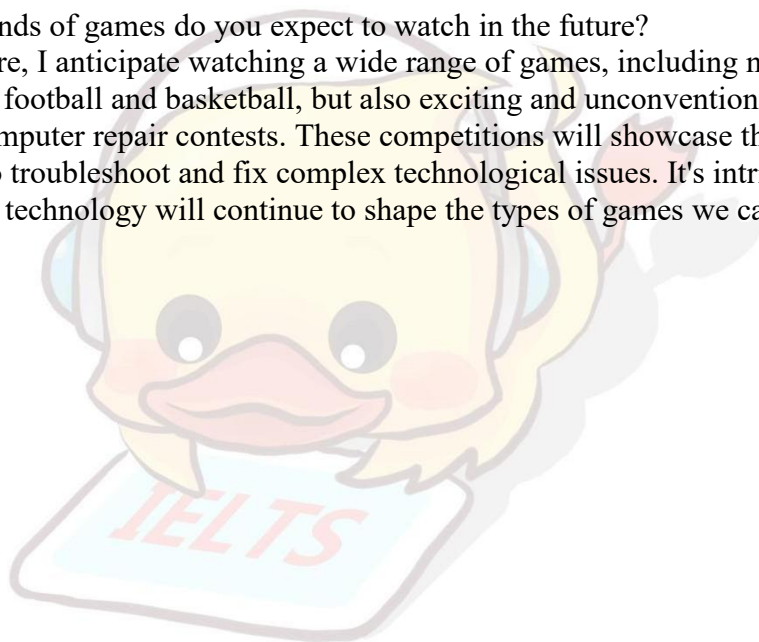 nds of games do you expect to watch in the future?
re, I anticipate watching a wide range of games, including
football and basketball, but also exciting and unconvention
mputer repair contests. These competitions will showcase th
troubleshoot and fix complex technological issues. It's intr
technology will continue to shape the types of games we ca
IELTS